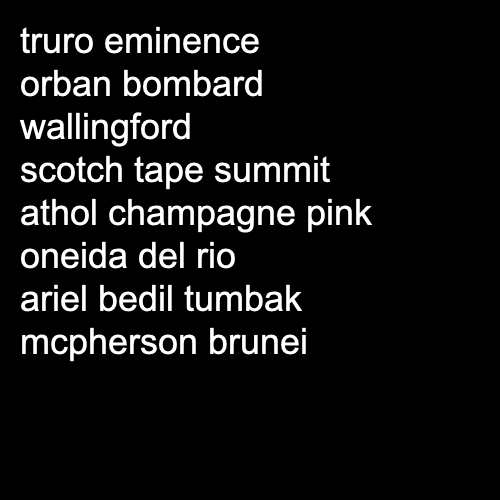 truro eminence
orban bombard
wallingford
scotch tape summit
athol champagne pink
oneida del rio
ariel bedil tumbak
mcpherson brunei